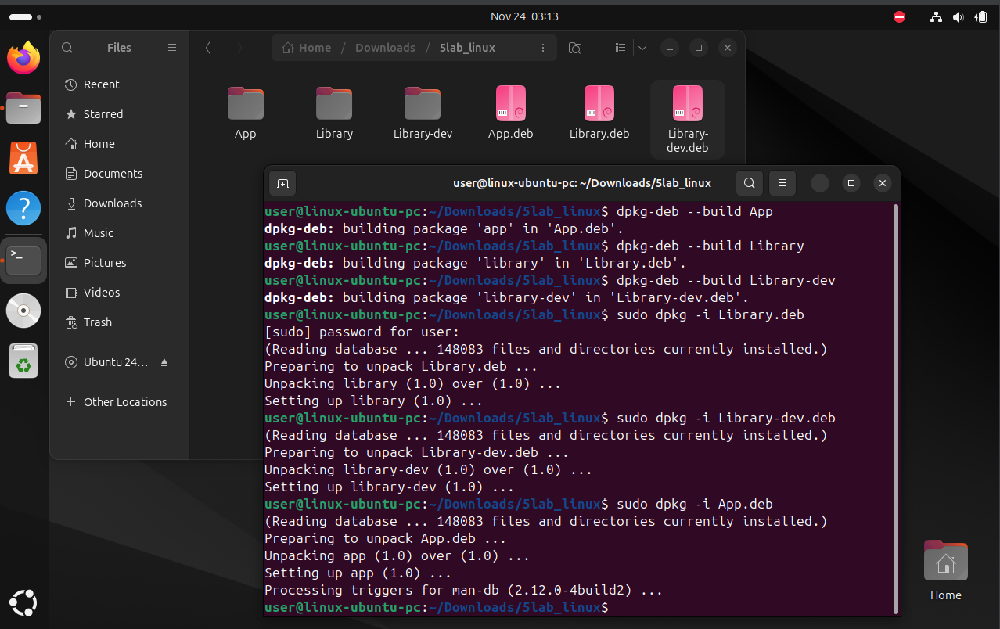 Nov 24 03:13
Files
Home / Downloads / 5lab_linux
Recent
Starred
Home
Documents
Downloads
Music
Pictures
Videos
Trash
Ubuntu 24…
Other Locations
App
Library
Library-dev
App.deb
Library.deb
Library-
dev.deb
user@linux-ubuntu-pc: ~/Downloads/5lab_linux
user@linux-ubuntu-pc:~/Downloads/5lab_linux$ dpkg-deb --build App
dpkg-deb: building package 'app' in 'App.deb'.
user@linux-ubuntu-pc:~/Downloads/5lab_linux$ dpkg-deb --build Library
dpkg-deb: building package 'library' in 'Library.deb'.
user@linux-ubuntu-pc:~/Downloads/5lab_linux$ dpkg-deb --build Library-dev
dpkg-deb: building package 'library-dev' in 'Library-dev.deb'.
user@linux-ubuntu-pc:~/Downloads/5lab_linux$ sudo dpkg -i Library.deb
[sudo] password for user:
(Reading database ... 148083 files and directories currently installed.)
Preparing to unpack Library.deb ...
Unpacking library (1.0) over (1.0) ...
Setting up library (1.0) ...
user@linux-ubuntu-pc:~/Downloads/5lab_linux$ sudo dpkg -i Library-dev.deb
(Reading database ... 148083 files and directories currently installed.)
Preparing to unpack Library-dev.deb ...
Unpacking library-dev (1.0) over (1.0) ...
Setting up library-dev (1.0) ...
user@linux-ubuntu-pc:~/Downloads/5lab_linux$ sudo dpkg -i App.deb
(Reading database ... 148083 files and directories currently installed.)
Preparing to unpack App.deb ...
Unpacking app (1.0) over (1.0) ...
Setting up app (1.0) ...
Processing triggers for man-db (2.12.0-4build2) ...
user@linux-ubuntu-pc:~/Downloads/5lab_linux$
Home